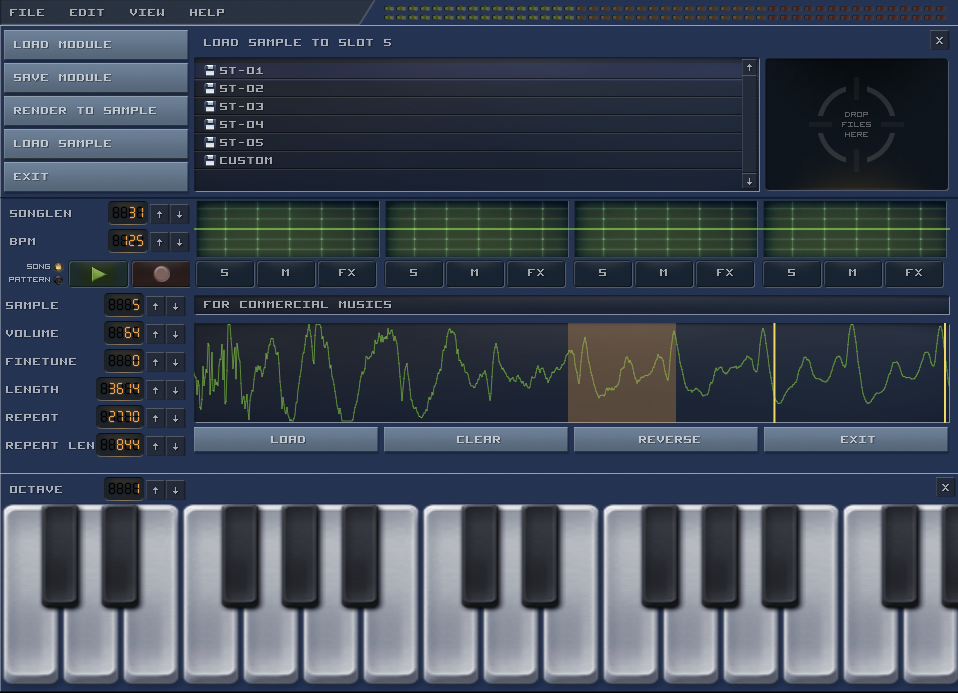 FILE EDIT VIEW HELP
LOAD MODULE
SAVE MODULE
RENDER TO SAMPLE
LOAD SAMPLE
EXIT
LOAD SAMPLE TO SLOT 5
X
ST-01
ST-02
ST-03
ST-04
ST-05
CUSTOM
DROP
FILES
HERE
SONGLEN 31
BPM 125
SONG
PATTERN
S M FX S M FX S M FX S M FX
SAMPLE 5
VOLUME 64
FINETUNE 0
LENGTH 3614
REPEAT 2770
REPEAT LEN 844
FOR COMMERCIAL MUSICS
LOAD CLEAR REVERSE EXIT
OCTAVE 1
X